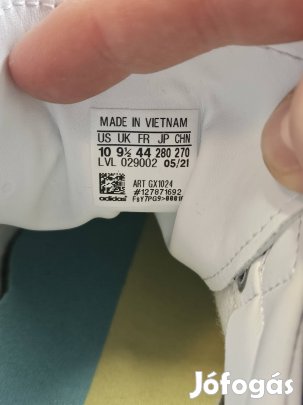 MADE IN VIETNAM
US UK FR JP CHN
10 9½ 44 280 270
LVL 029002 05/21
ART GX1024
#127871692
adidas
Jófogás